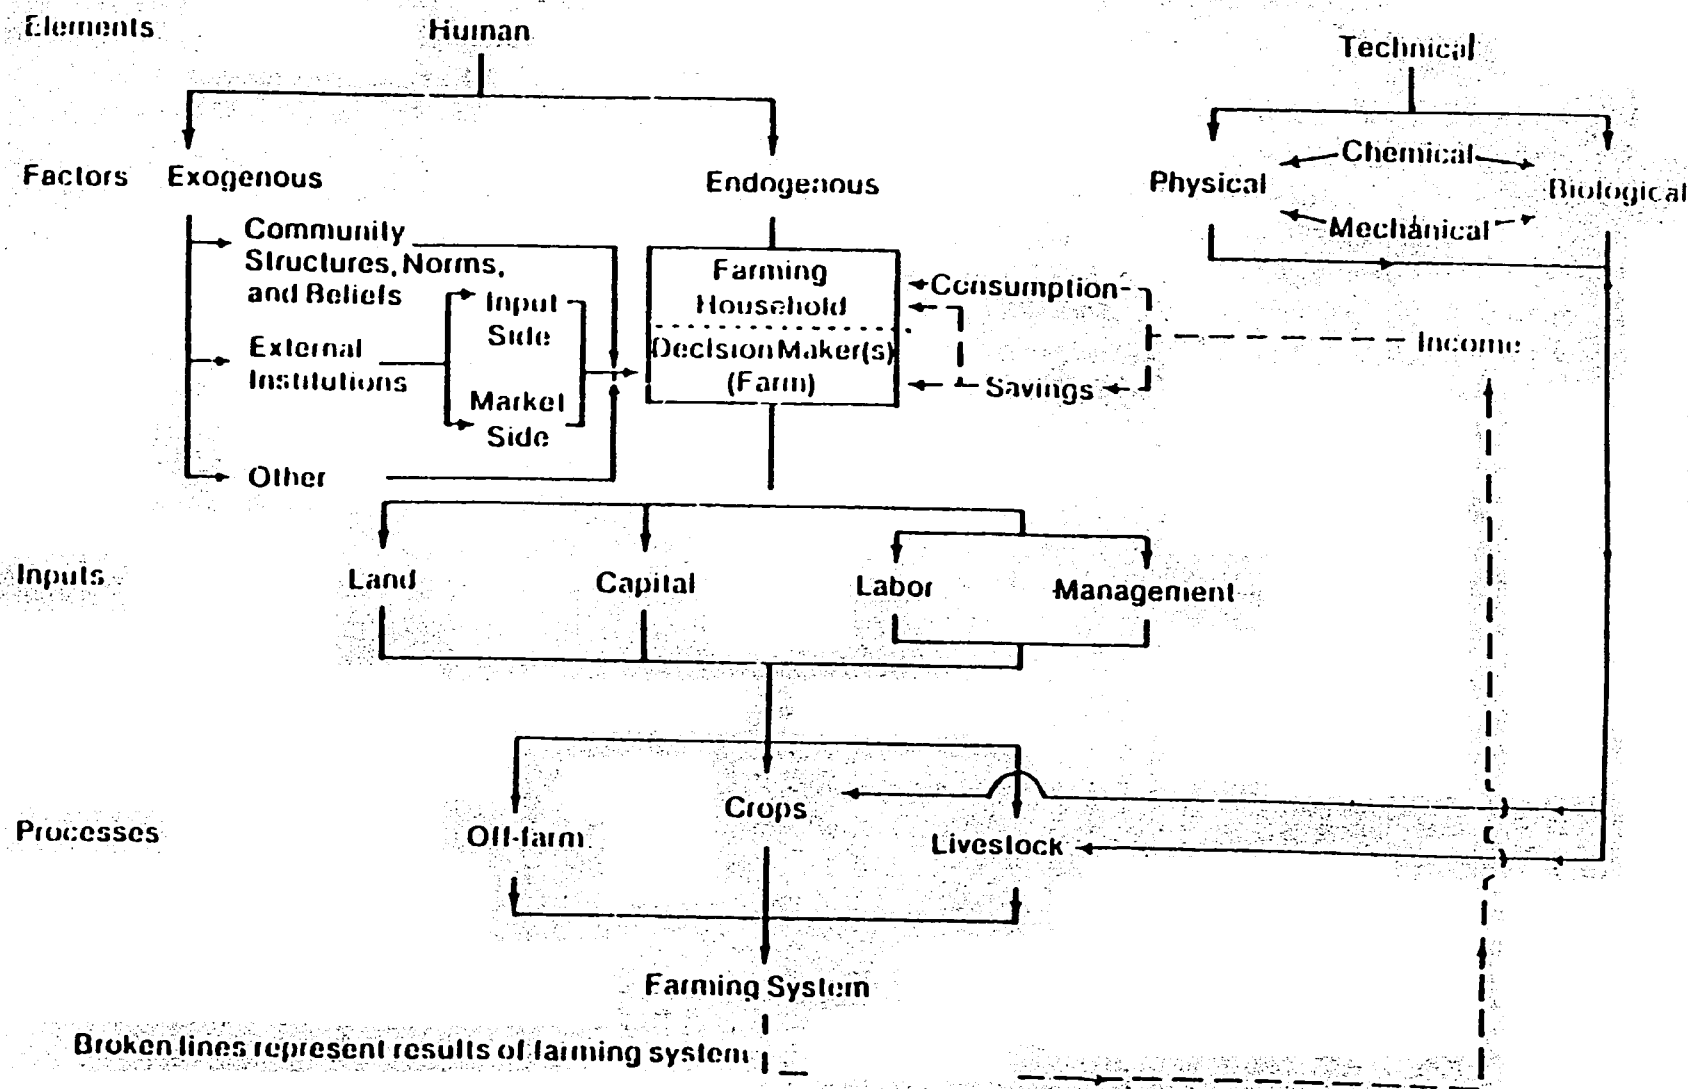 Elements
Human
Technical
Factors
Exogenous
Endogenous
Physical
Chemical
Biological
Mechanical
Community
Structures, Norms,
and Beliefs
Input
Side
External
Institutions
Market
Side
Other
Farming
Household
Decision Maker(s)
(Farm)
Consumption
Income
Savings
Inputs
Land
Capital
Labor
Management
Processes
Off-farm
Crops
Livestock
Farming System
Broken lines represent results of farming system